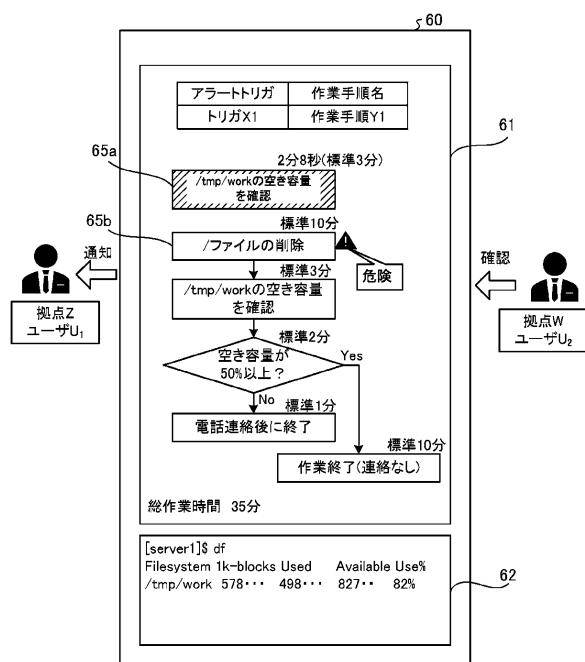 60
アラートトリガ 作業手順名
トリガX1 作業手順Y1
61
65a
2分8秒(標準3分)
/tmp/workの空き容量
を確認
65b
標準10分
/ファイルの削除
危険
通知
確認
標準3分
/tmp/workの空き容量
を確認
拠点Z
ユーザU₁
拠点W
ユーザU₂
標準2分
空き容量が
50%以上?
Yes
No
標準1分
電話連絡後に終了
標準10分
作業終了(連絡なし)
総作業時間 35分
[server1]$ df
Filesystem 1k-blocks Used Available Use%
/tmp/work 578･･･ 498･･･ 827･･ 82%
62